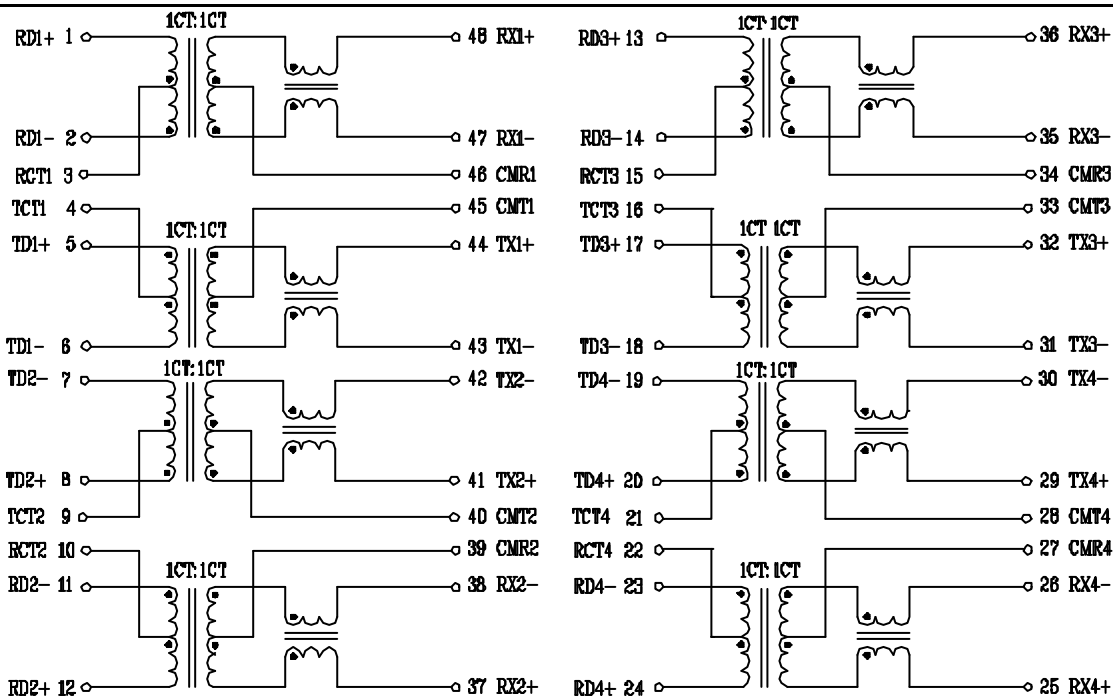 1CT:1CT
RD1+ 1
48 RX1+
RD1- 2
47 RX1-
RCT1 3
46 CMR1
TCT1 4
45 CMT1
1CT:1CT
TD1+ 5
44 TX1+
TD1- 6
43 TX1-
1CT:1CT
TD2- 7
42 TX2-
TD2+ 8
41 TX2+
TCT2 9
40 CMT2
RCT2 10
39 CMR2
1CT:1CT
RD2- 11
38 RX2-
RD2+ 12
37 RX2+
1CT:1CT
RD3+ 13
36 RX3+
RD3- 14
35 RX3-
RCT3 15
34 CMR3
TCT3 16
33 CMT3
1CT 1CT
TD3+ 17
32 TX3+
TD3- 18
31 TX3-
1CT:1CT
TD4- 19
30 TX4-
TD4+ 20
29 TX4+
TCT4 21
28 CMT4
RCT4 22
27 CMR4
1CT:1CT
RD4- 23
26 RX4-
RD4+ 24
25 RX4+